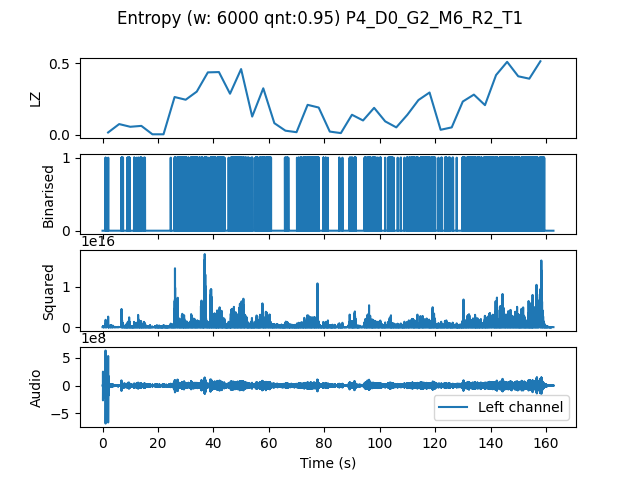 Entropy (w: 6000 qnt:0.95) P4_D0_G2_M6_R2_T1
0.5
LZ
0.0
1
Binarised
0
1e16
1
Squared
0
1e8
5
Audio
0
−5
Left channel
0 20 40 60 80 100 120 140 160
Time (s)